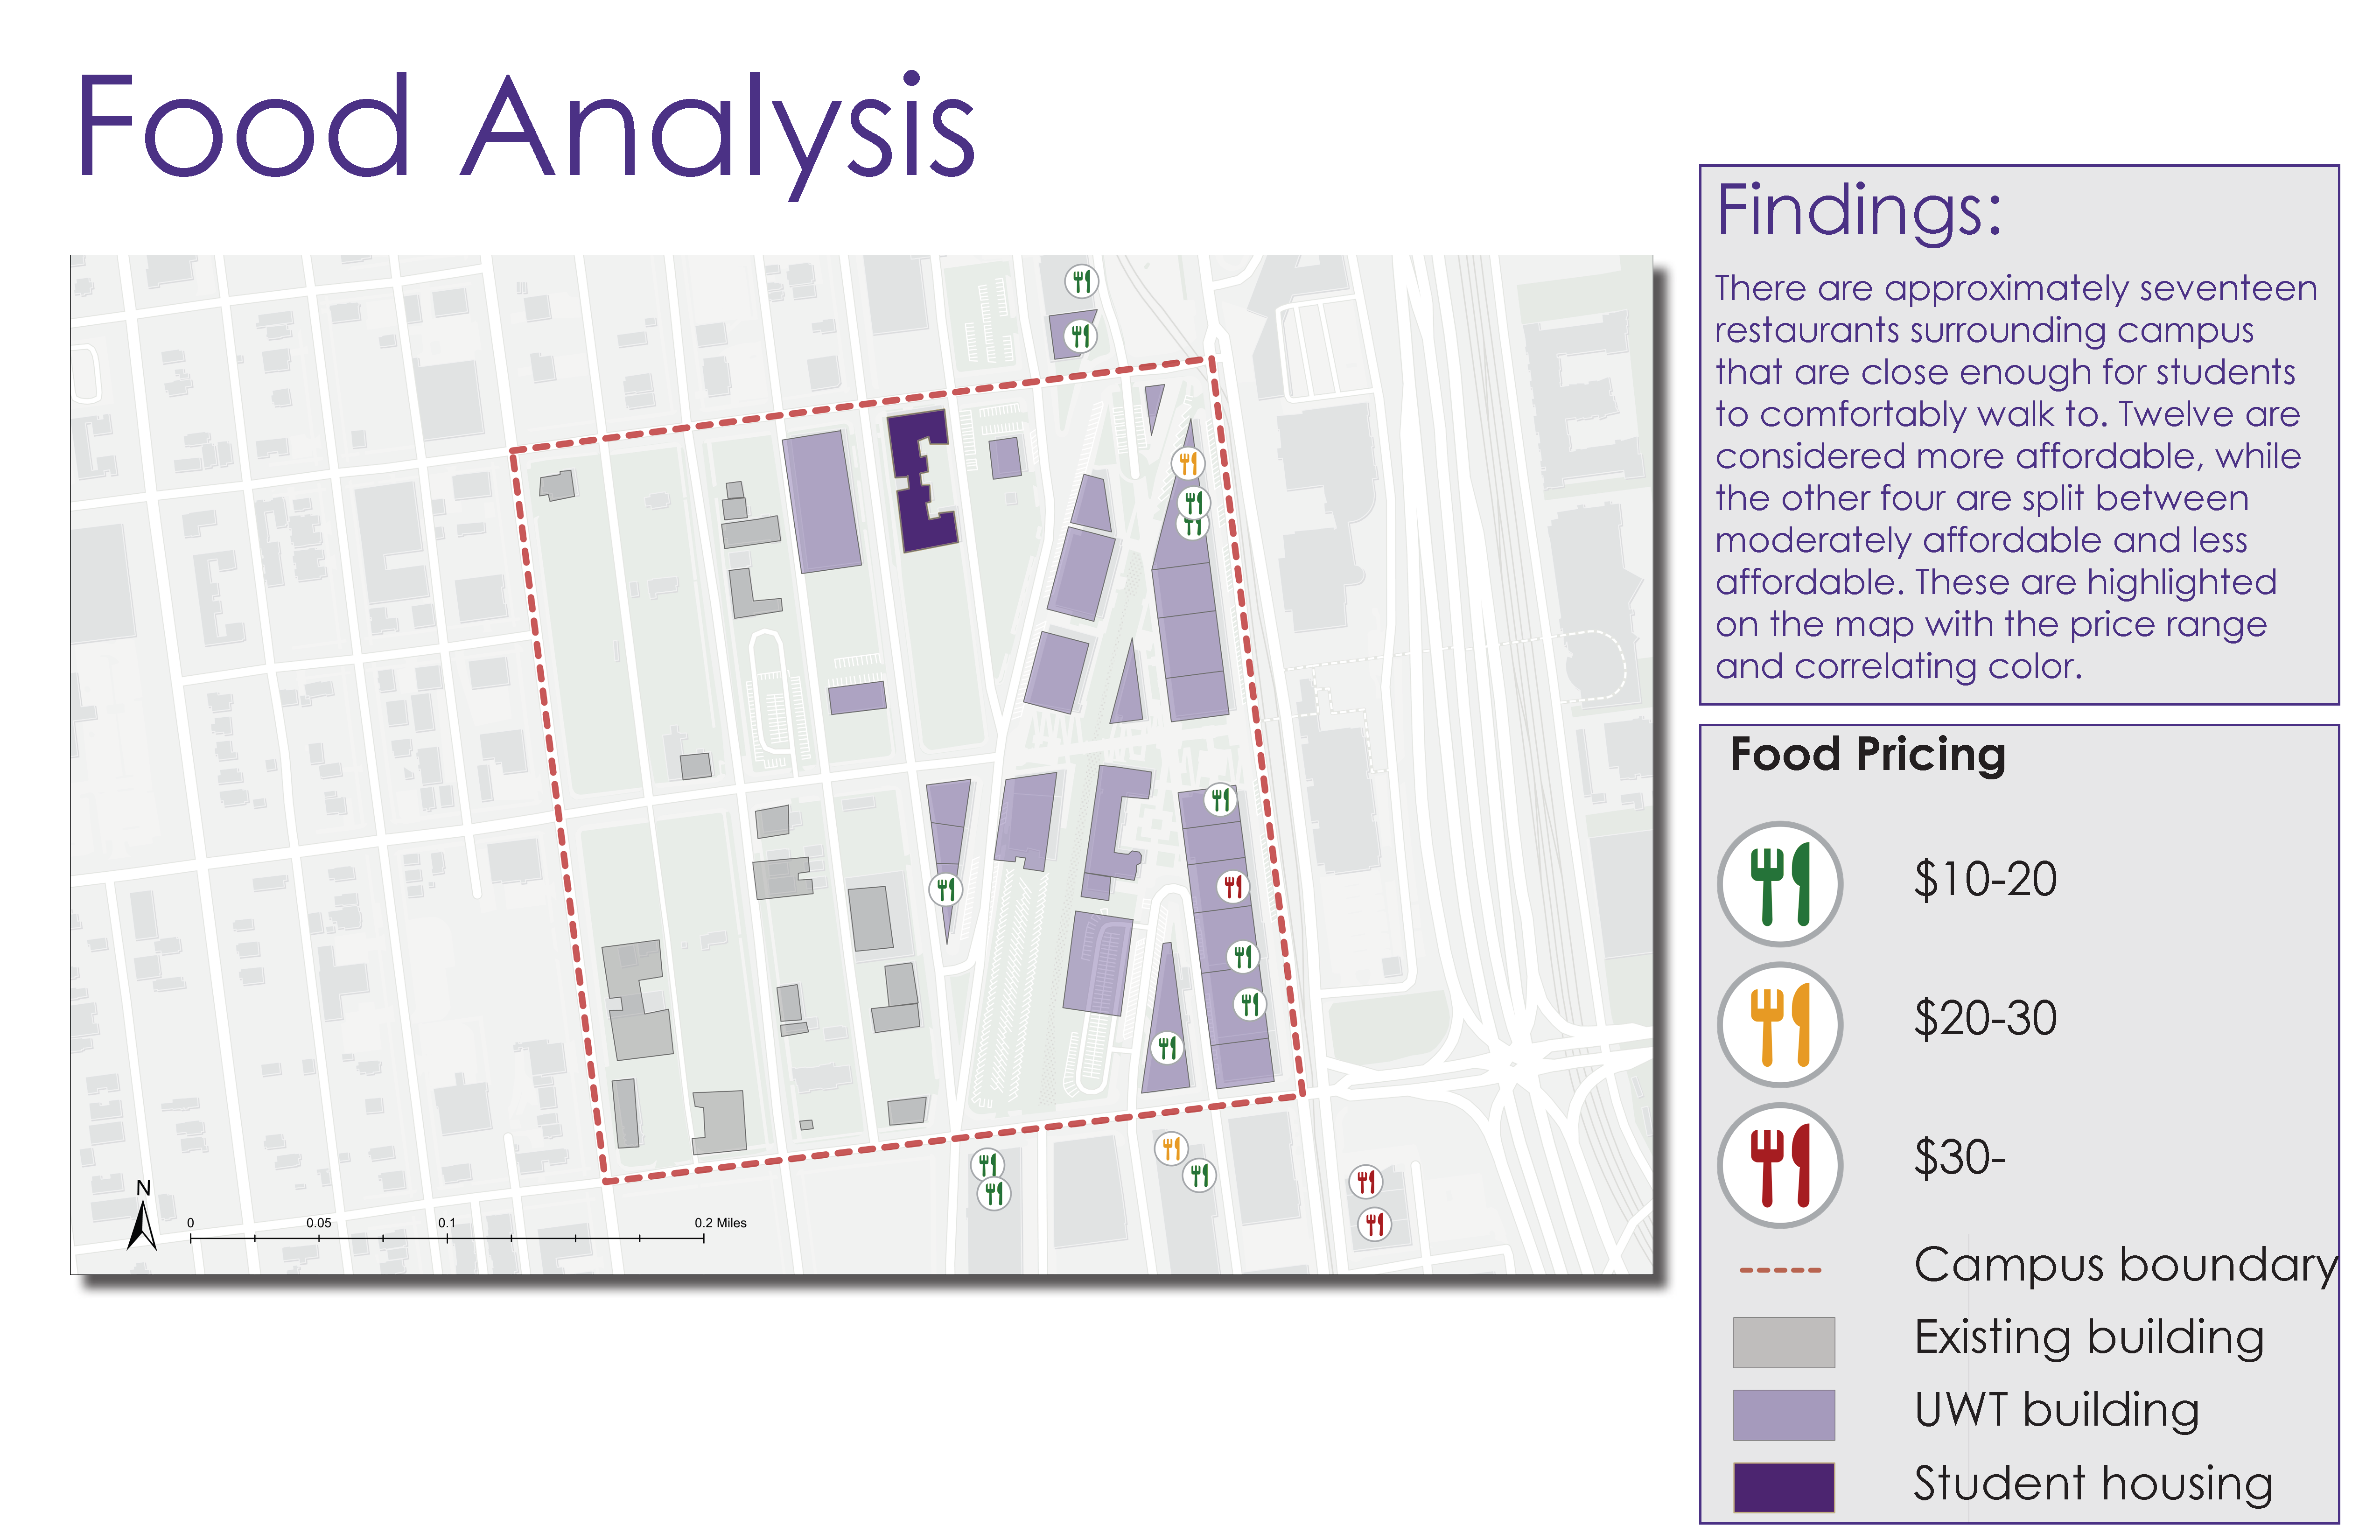 Food Analysis
Findings:
There are approximately seventeen
restaurants surrounding campus
that are close enough for students
to comfortably walk to. Twelve are
considered more affordable, while
the other four are split between
moderately affordable and less
affordable. These are highlighted
on the map with the price range
and correlating color.
Food Pricing
$10-20
$20-30
$30-
Campus boundary
Existing building
UWT building
Student housing
N
0 0.05 0.1 0.2 Miles